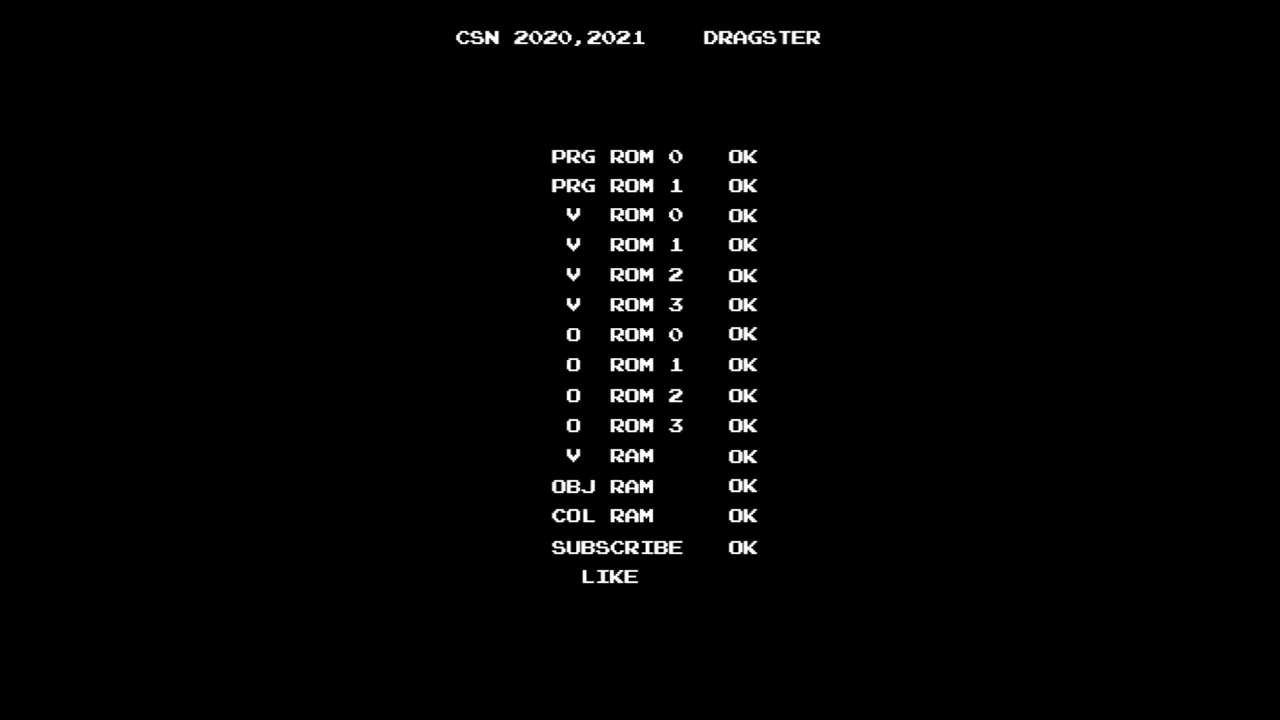 CSN 2020,2021 DRAGSTER
PRG ROM 0 OK
PRG ROM 1 OK
V ROM 0 OK
V ROM 1 OK
V ROM 2 OK
V ROM 3 OK
O ROM 0 OK
O ROM 1 OK
O ROM 2 OK
O ROM 3 OK
V RAM OK
OBJ RAM OK
COL RAM OK
SUBSCRIBE OK
LIKE